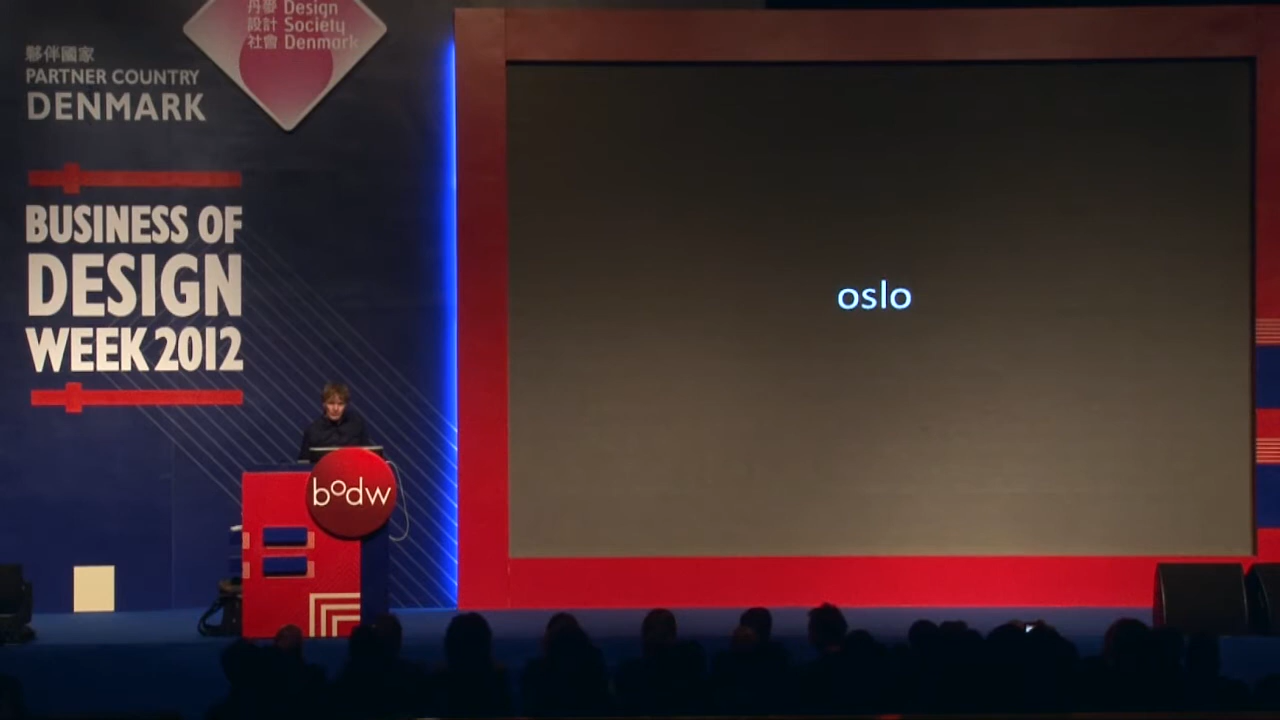 丹麥 Design
設計 Society
社會 Denmark
夥伴國家
PARTNER COUNTRY
DENMARK
BUSINESS OF
DESIGN
WEEK 2012
oslo
bodw